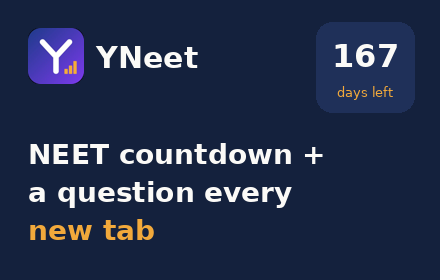 YNeet
167
days left
NEET countdown +
a question every
new tab